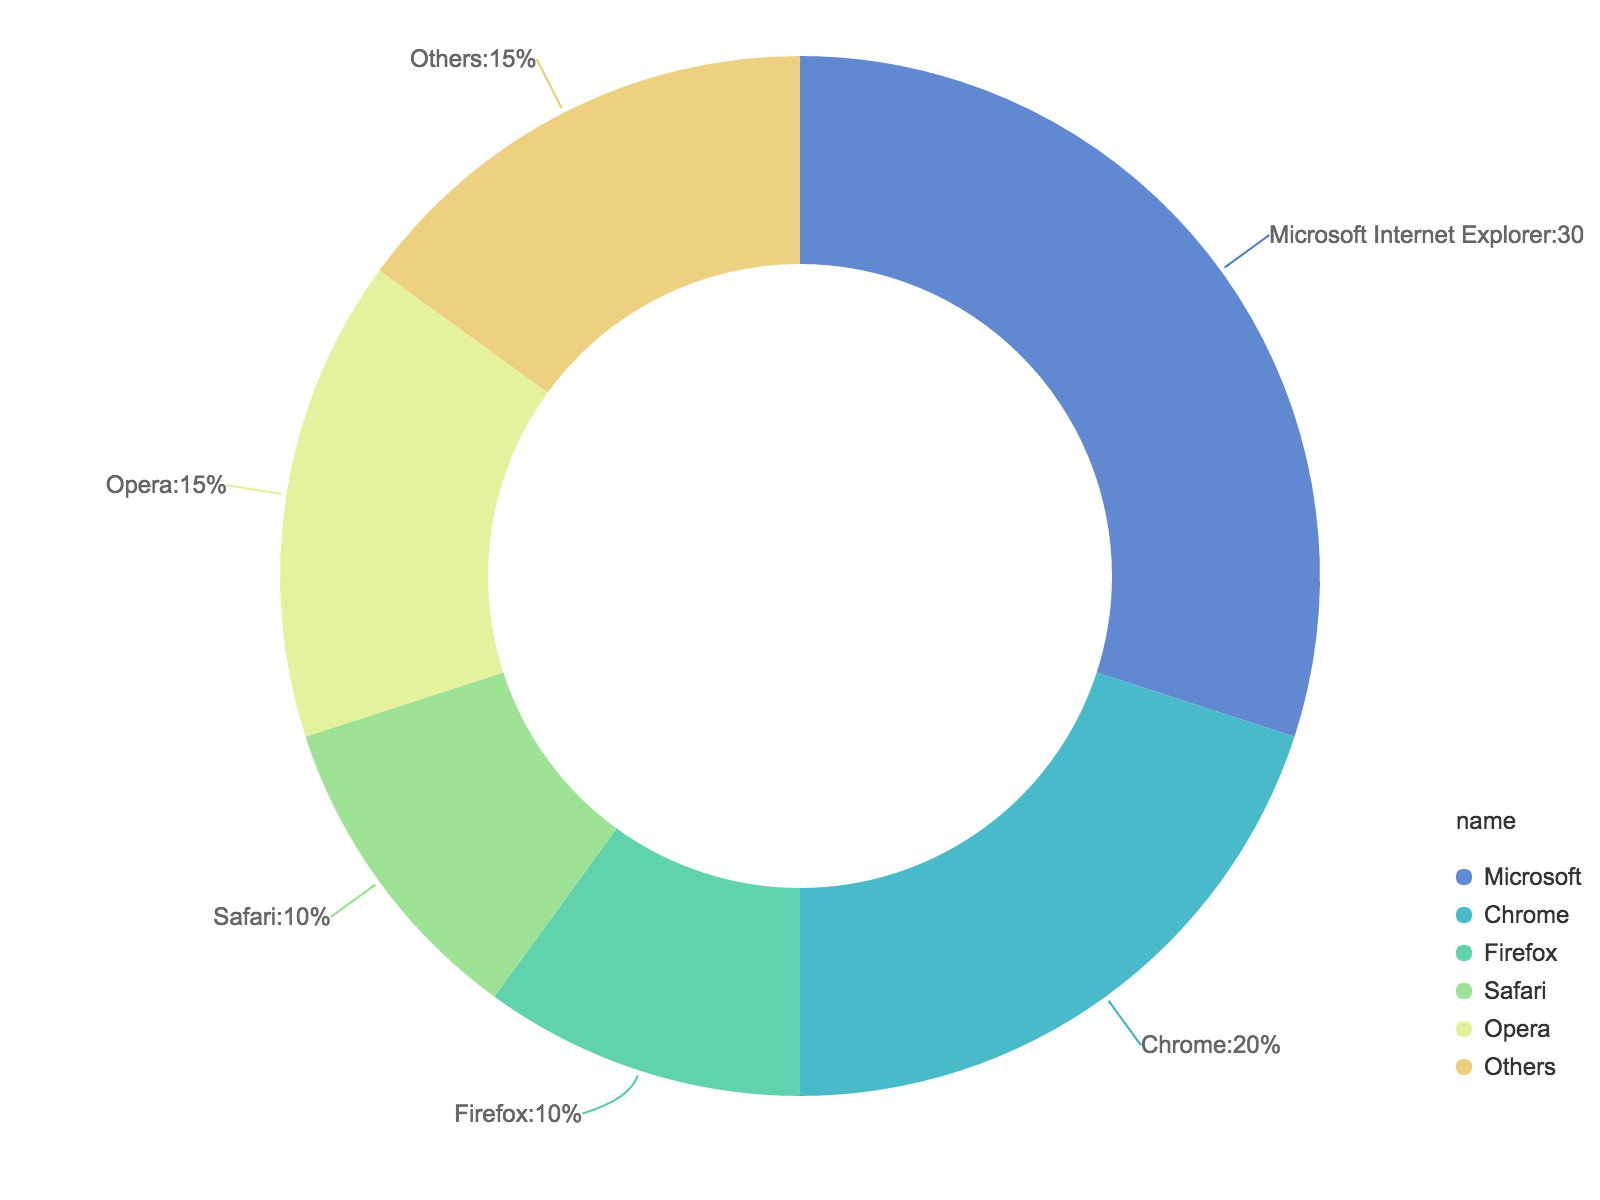 Others:15%
Microsoft Internet Explorer:30
Opera:15%
name
Microsoft
Chrome
Firefox
Safari
Opera
Others
Safari:10%
Chrome:20%
Firefox:10%